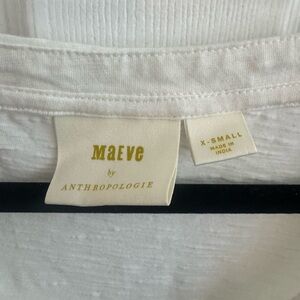 MaEve
by
ANTHROPOLOGIE
X-SMALL
MADE IN
INDIA